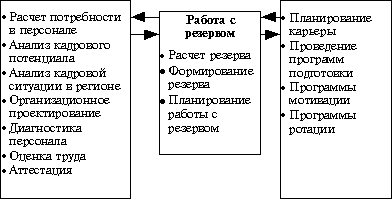 • Расчет потребности
в персонале
• Анализ кадрового
потенциала
• Анализ кадровой
ситуации в регионе
• Организационное
проектирование
• Диагностика
персонала
• Оценка труда
• Аттестация
Работа с
резервом
• Расчет резерва
• Формирование
резерва
• Планирование
работы с
резервом
• Планирование
карьеры
• Проведение
программ
подготовки
• Программы
мотивации
• Программы
ротации